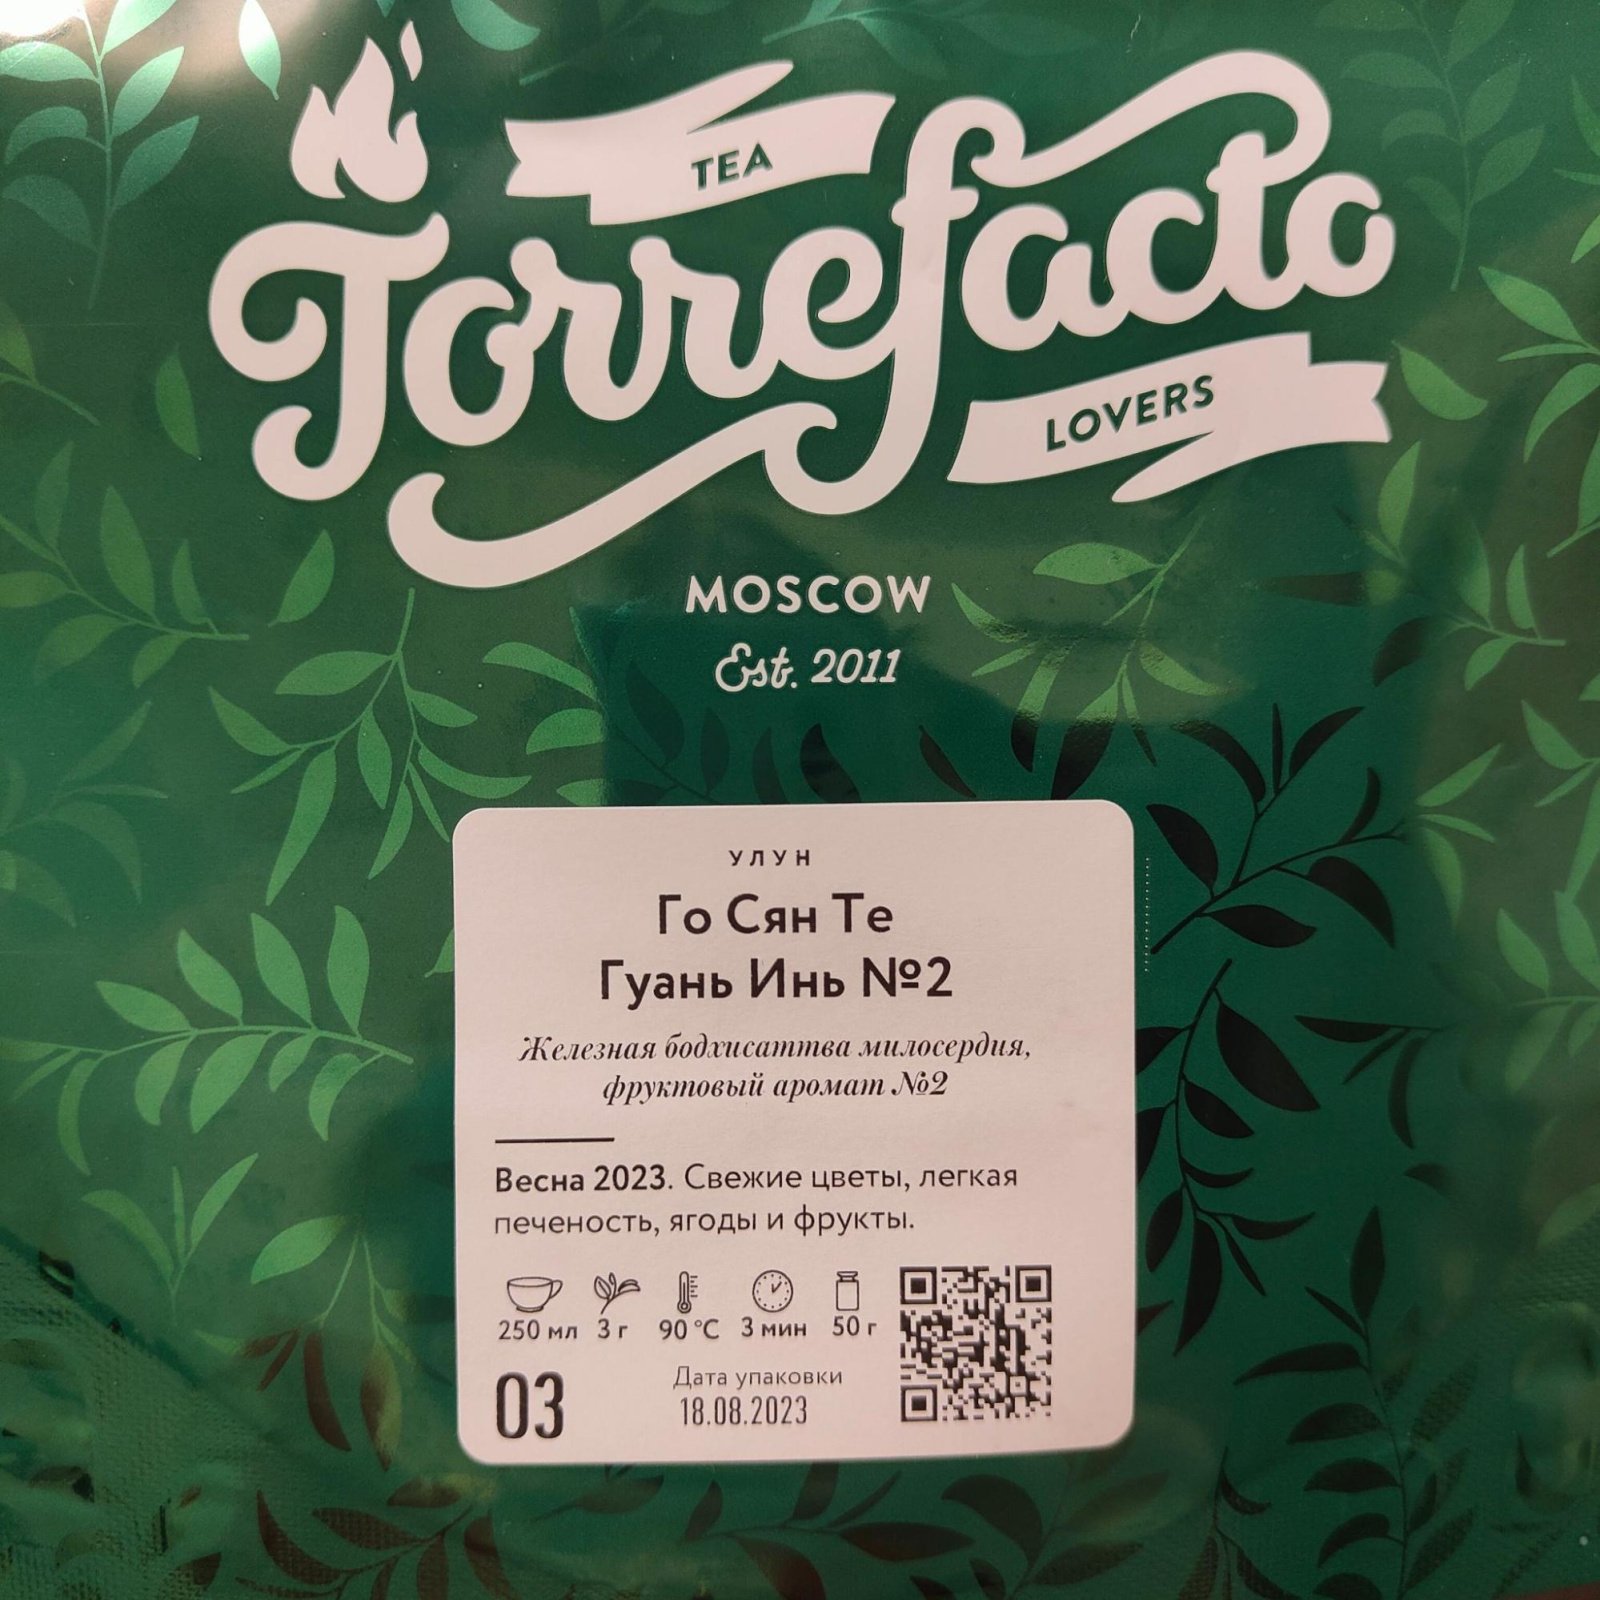 TEA
Torrefacto
LOVERS
MOSCOW
Est. 2011
УЛУН
Го Сян Те
Гуань Инь №2
Железная бодхисаттва милосердия,
фруктовый аромат №2
Весна 2023. Свежие цветы, легкая
печеность, ягоды и фрукты.
250 мл 3 г 90 °C 3 мин 50 г
03
Дата упаковки
18.08.2023